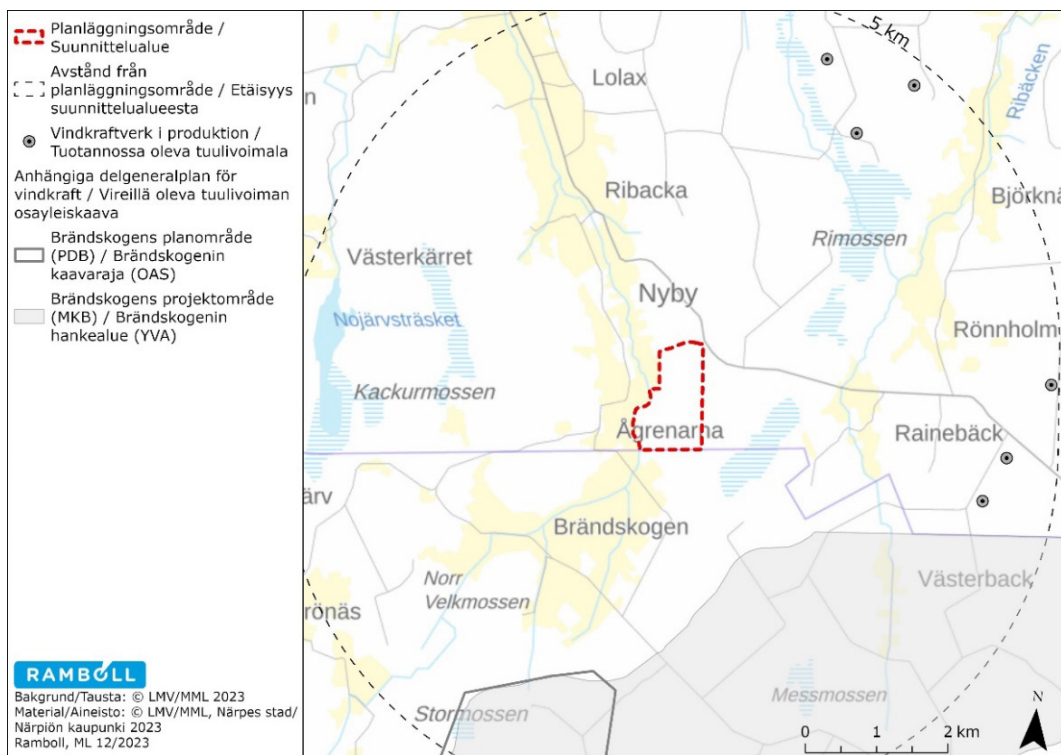 Planläggningsområde /
Suunnittelualue
Avstånd från
planläggningsområde / Etäisyys
suunnittelualueesta
Vindkraftverk i produktion /
Tuotannossa oleva tuulivoimala
Anhängiga delgeneralplan för
vindkraft / Vireillä oleva tuulivoiman
osayleiskaava
Brändskogens planområde
(PDB) / Brändskogenin
kaavaraja (OAS)
Brändskogens projektområde
(MKB) / Brändskogenin
hankealue (YVA)
RAMBOLL
Bakgrund/Tausta: © LMV/MML 2023
Material/Aineisto: © LMV/MML, Närpes stad/
Närpiön kaupunki 2023
Ramboll, ML 12/2023
5 km
Lolax
Ribäcken
n
Ribacka
Björknä
Västerkärret
Rimossen
Nyby
Nojärvsträsket
Rönnholm
Kackurmossen
Ågrenarna
Rainebäck
ärv
Brändskogen
Norr
Velkmossen
Västerback
rönäs
Stormossen
Messmossen
N
0 1 2 km